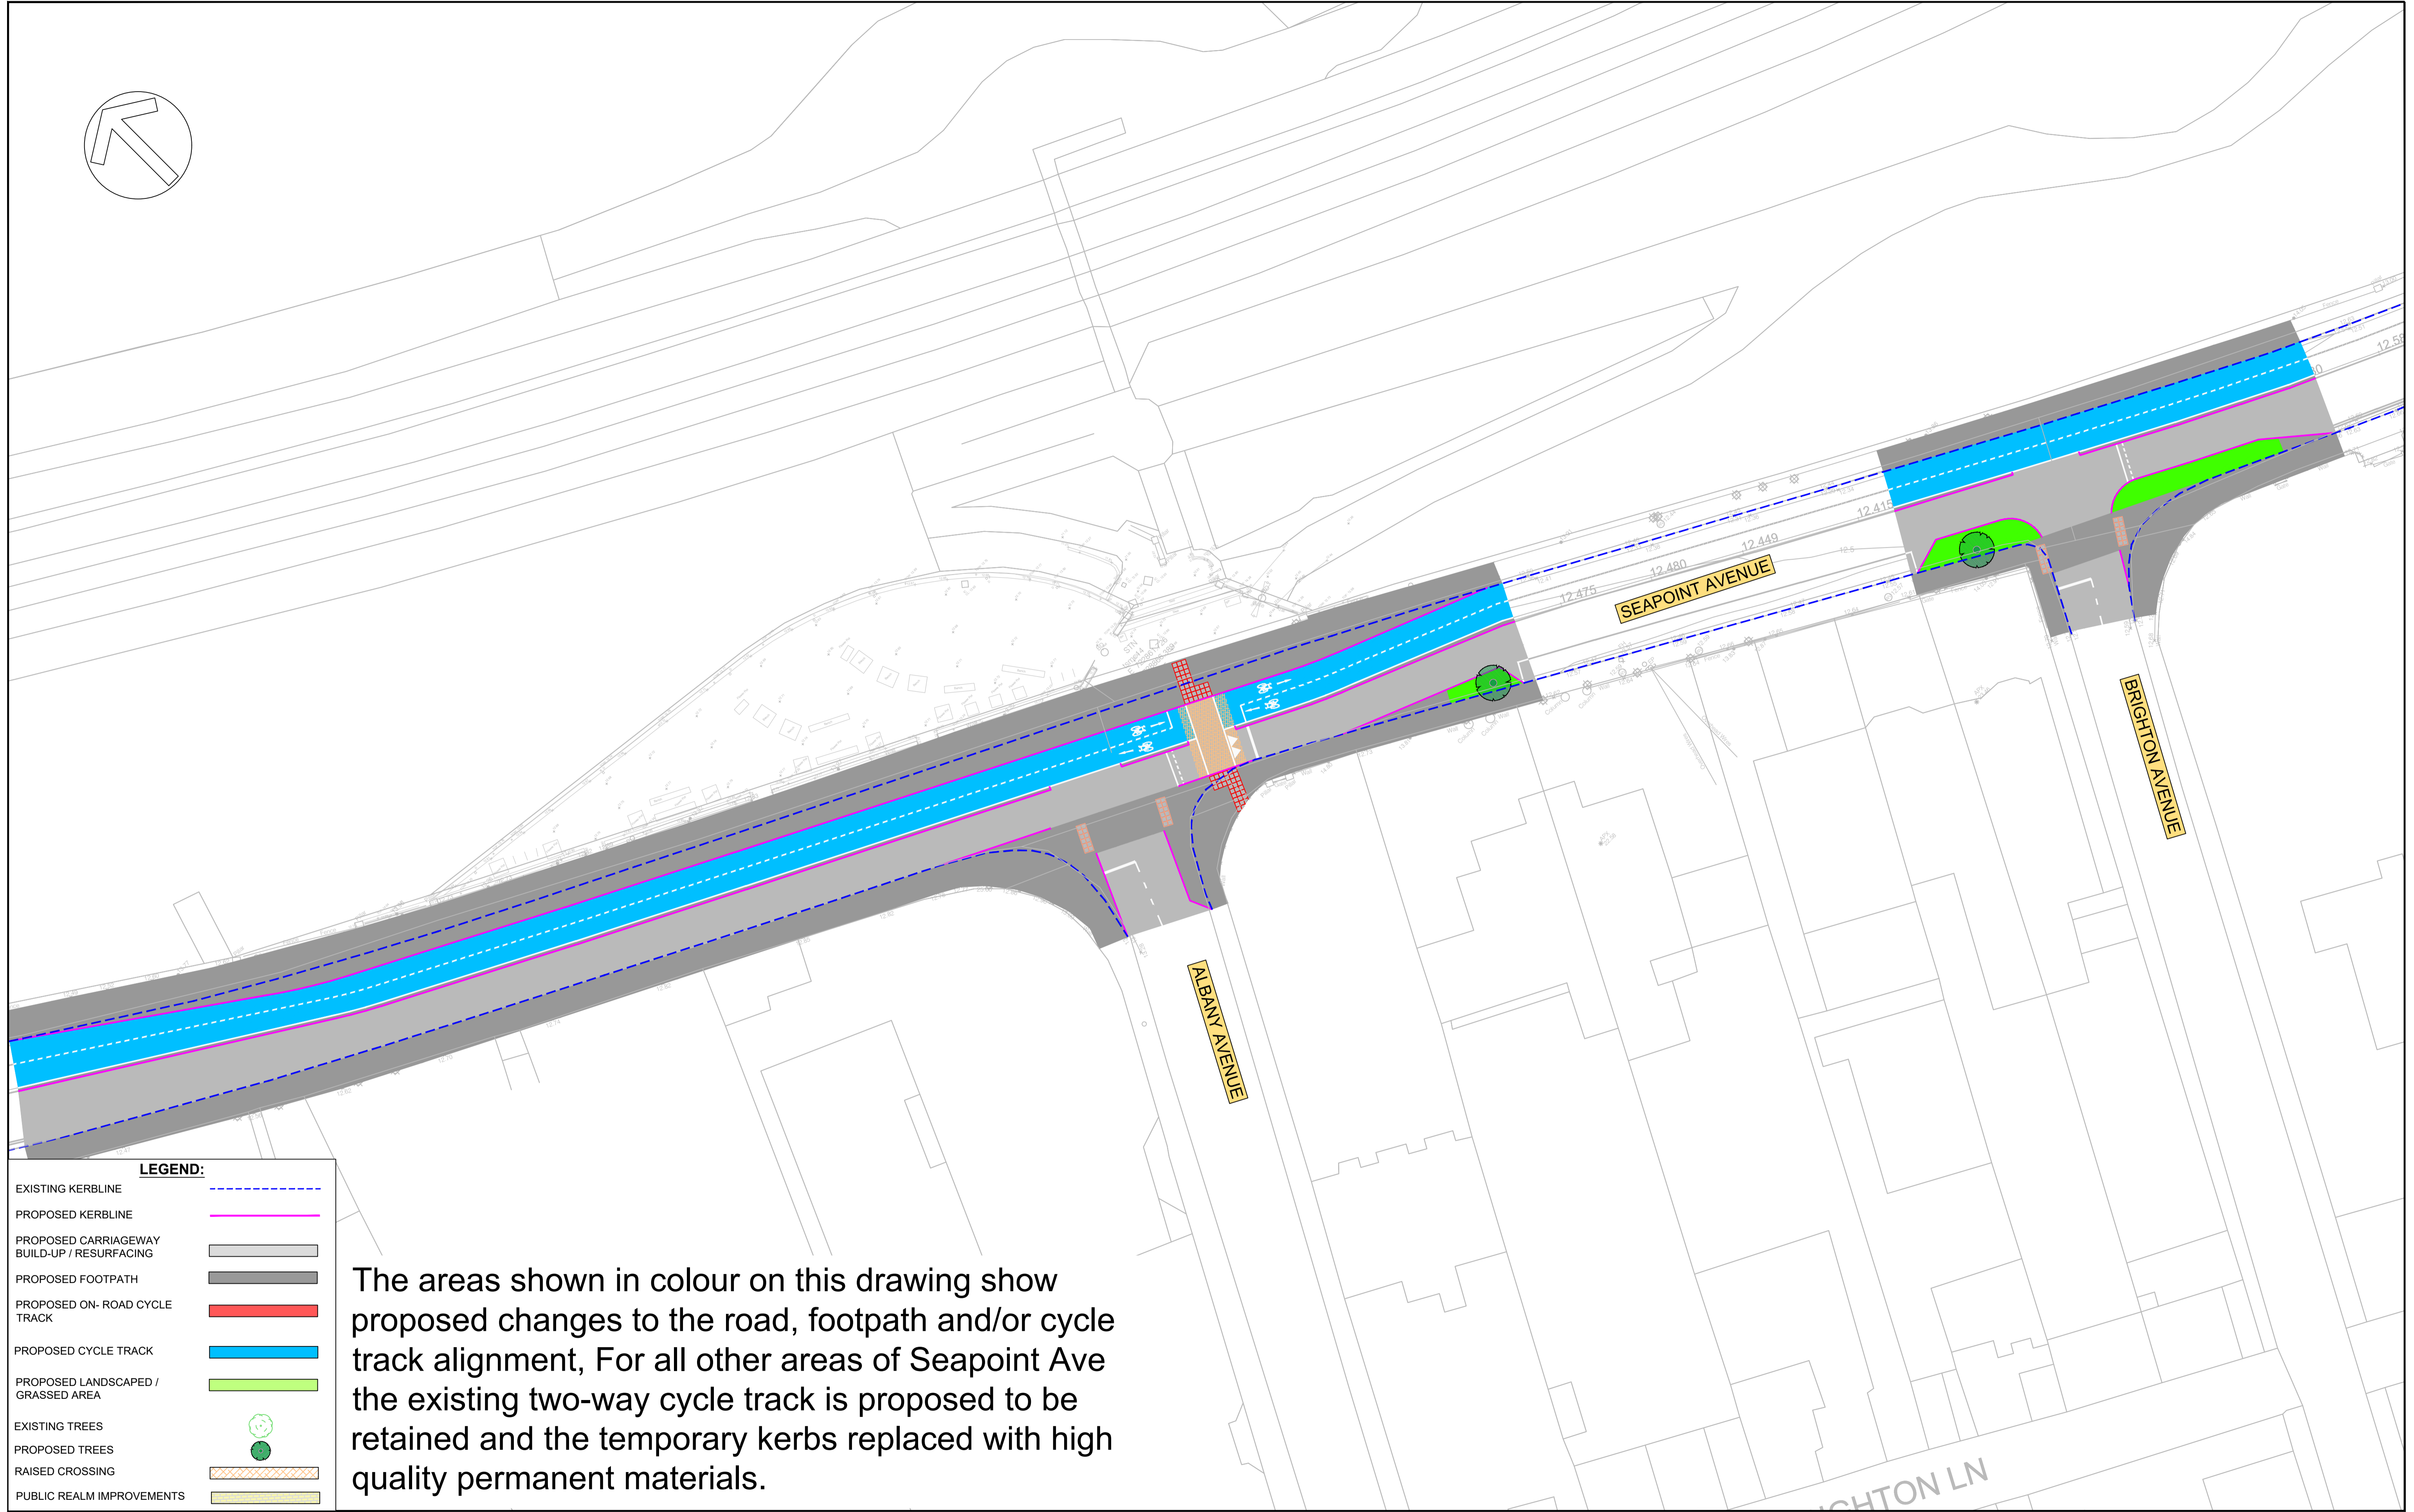 12.58
12.415
12.449
12.480
12.475
SEAPOINT AVENUE
BRIGHTON AVENUE
ALBANY AVENUE
LEGEND:
EXISTING KERBLINE
PROPOSED KERBLINE
PROPOSED CARRIAGEWAY
BUILD-UP / RESURFACING
PROPOSED FOOTPATH
PROPOSED ON- ROAD CYCLE
TRACK
PROPOSED CYCLE TRACK
PROPOSED LANDSCAPED /
GRASSED AREA
EXISTING TREES
PROPOSED TREES
RAISED CROSSING
PUBLIC REALM IMPROVEMENTS
The areas shown in colour on this drawing show
proposed changes to the road, footpath and/or cycle
track alignment, For all other areas of Seapoint Ave
the existing two-way cycle track is proposed to be
retained and the temporary kerbs replaced with high
quality permanent materials.
GHTON LN